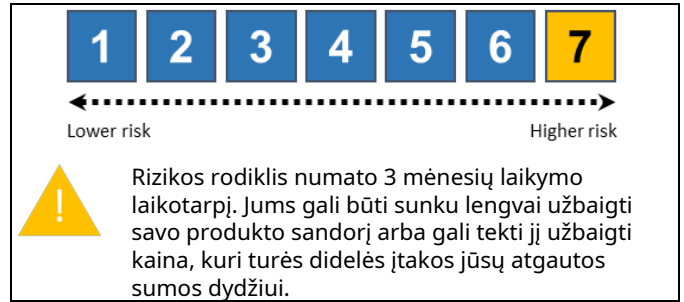 1 2 3 4 5 6 7
Lower risk Higher risk
!
Rizikos rodiklis numato 3 mėnesių laikymo
laikotarpį. Jums gali būti sunku lengvai užbaigti
savo produkto sandorį arba gali tekti jį užbaigti
kaina, kuri turės didelės įtakos jūsų atgautos
sumos dydžiui.